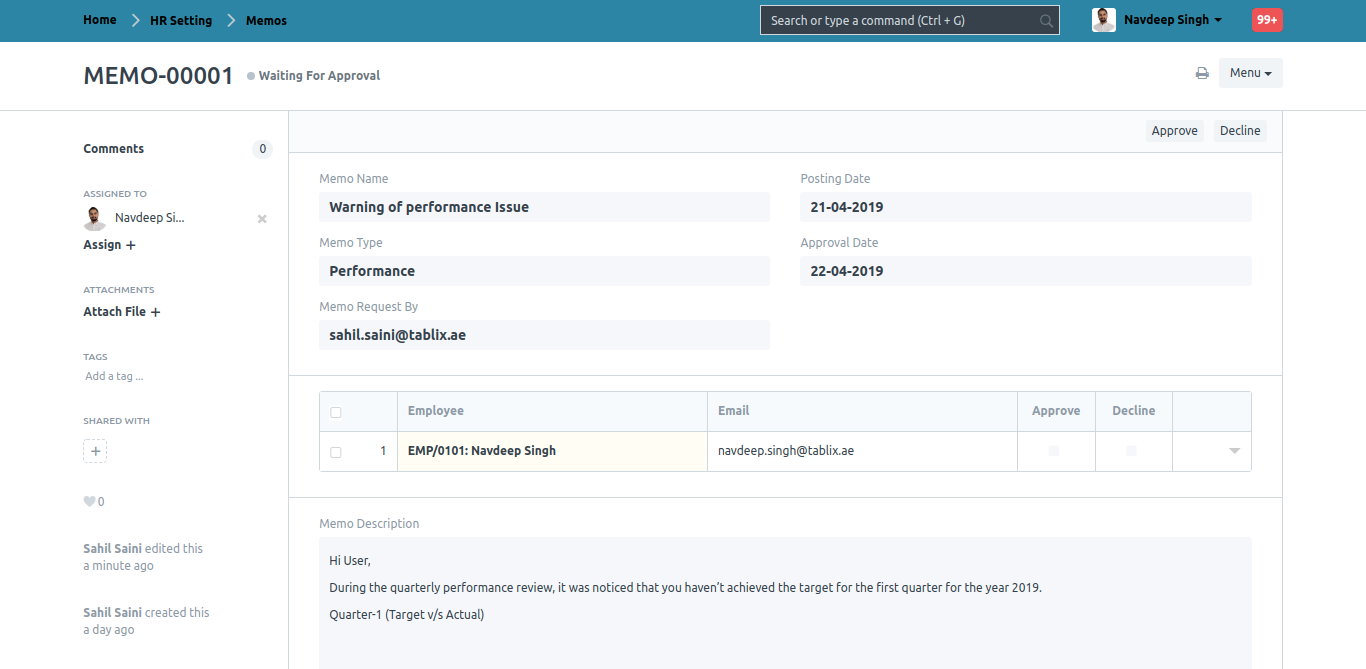 Home HR Setting Memos Search or type a command (Ctrl + G) Navdeep Singh 99+
MEMO-00001 Waiting For Approval Menu
Approve Decline
Comments 0
ASSIGNED TO
Navdeep Si...
Assign +
ATTACHMENTS
Attach File +
TAGS
Add a tag ...
SHARED WITH
+
0
Sahil Saini edited this
a minute ago
Sahil Saini created this
a day ago
Memo Name Posting Date
Warning of performance Issue 21-04-2019
Memo Type Approval Date
Performance 22-04-2019
Memo Request By
sahil.saini@tablix.ae
Employee Email Approve Decline
1 EMP/0101: Navdeep Singh navdeep.singh@tablix.ae
Memo Description
Hi User,
During the quarterly performance review, it was noticed that you haven’t achieved the target for the first quarter for the year 2019.
Quarter-1 (Target v/s Actual)